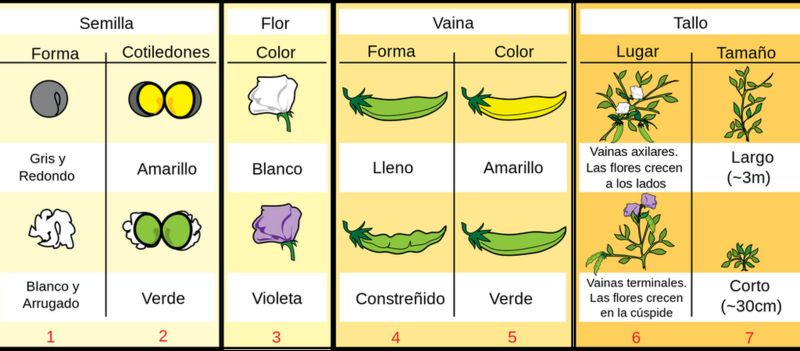 Semilla
Flor
Vaina
Tallo
Forma
Cotiledones
Color
Forma
Color
Lugar
Tamaño
Gris y
Redondo
Amarillo
Blanco
Lleno
Amarillo
Vainas axilares.
Las flores crecen
a los lados
Largo
(~3m)
Blanco y
Arrugado
Verde
Violeta
Constreñido
Verde
Vainas terminales.
Las flores crecen
en la cúspide
Corto
(~30cm)
1
2
3
4
5
6
7